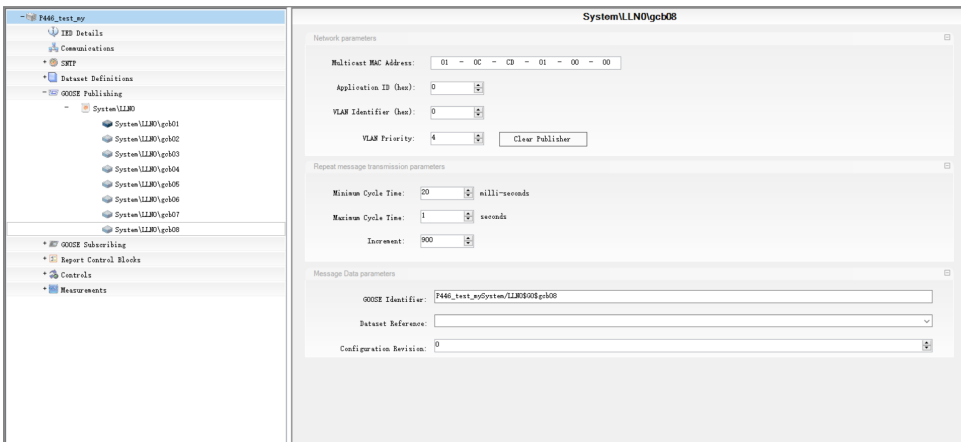 P446_test_my
IED Details
Communications
SNTP
Dataset Definitions
GOOSE Publishing
System\LLN0
System\LLN0\gcb01
System\LLN0\gcb02
System\LLN0\gcb03
System\LLN0\gcb04
System\LLN0\gcb05
System\LLN0\gcb06
System\LLN0\gcb07
System\LLN0\gcb08
GOOSE Subscribing
Report Control Blocks
Controls
Measurements
System\LLN0\gcb08
Network parameters
Multicast MAC Address: 01 - 0C - CD - 01 - 00 - 00
Application ID (hex): 0
VLAN Identifier (hex): 0
VLAN Priority: 4 Clear Publisher
Repeat message transmission parameters
Minimum Cycle Time: 20 milli-seconds
Maximum Cycle Time: 1 seconds
Increment: 900
Message Data parameters
GOOSE Identifier: P446_test_mySystem/LLN0$GO$gcb08
Dataset Reference:
Configuration Revision: 0